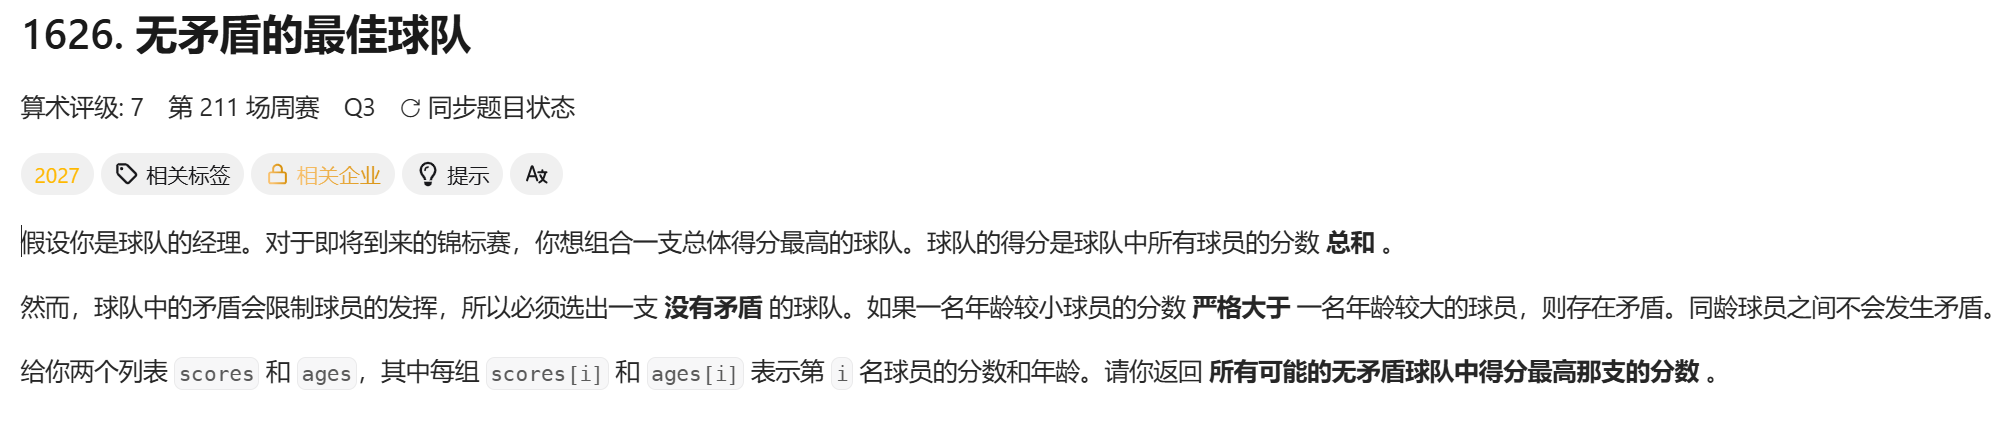 1626. 无矛盾的最佳球队
算术评级: 7 第 211 场周赛 Q3 同步题目状态
2027 相关标签 相关企业 提示
假设你是球队的经理。对于即将到来的锦标赛，你想组合一支总体得分最高的球队。球队的得分是球队中所有球员的分数 总和 。
然而，球队中的矛盾会限制球员的发挥，所以必须选出一支 没有矛盾 的球队。如果一名年龄较小球员的分数 严格大于 一名年龄较大的球员，则存在矛盾。同龄球员之间不会发生矛盾。
给你两个列表 scores 和 ages，其中每组 scores[i] 和 ages[i] 表示第 i 名球员的分数和年龄。请你返回 所有可能的无矛盾球队中得分最高那支的分数 。